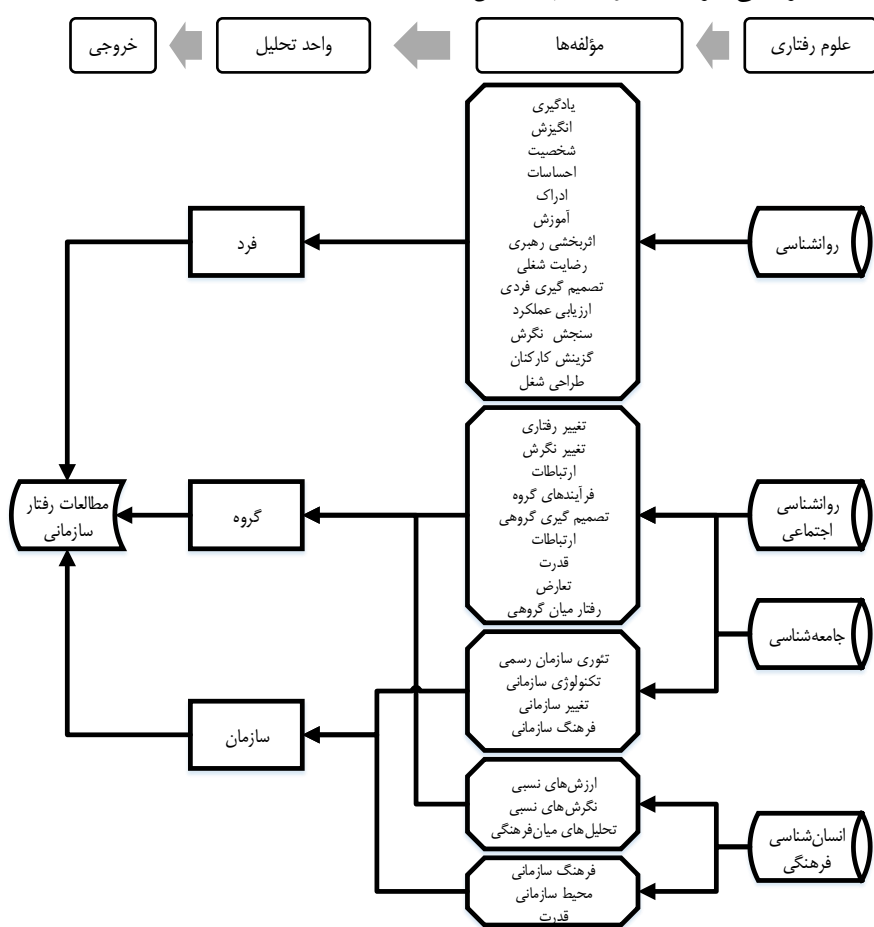 علوم رفتاری
مؤلفه‌ها
واحد تحلیل
خروجی
روانشناسی
یادگیری
انگیزش
شخصیت
احساسات
ادراک
آموزش
اثربخشی رهبری
رضایت شغلی
تصمیم گیری فردی
ارزیابی عملکرد
سنجش نگرش
گزینش کارکنان
طراحی شغل
فرد
روانشناسی
اجتماعی
جامعه‌شناسی
تغییر رفتاری
تغییر نگرش
ارتباطات
فرآیندهای گروه
تصمیم گیری گروهی
ارتباطات
قدرت
تعارض
رفتار میان گروهی
گروه
مطالعات رفتار
سازمانی
تئوری سازمان رسمی
تکنولوژی سازمانی
تغییر سازمانی
فرهنگ سازمانی
سازمان
انسان‌شناسی
فرهنگی
ارزش‌های نسبی
نگرش‌های نسبی
تحلیل‌های میان‌فرهنگی
فرهنگ سازمانی
محیط سازمانی
قدرت